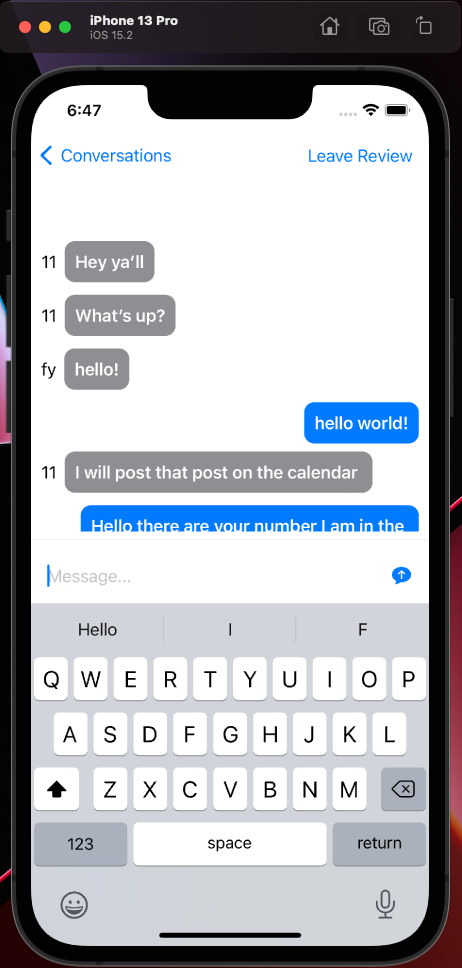 iPhone 13 Pro
iOS 15.2
6:47
Conversations
Leave Review
11 Hey ya’ll
11 What’s up?
fy hello!
hello world!
11 I will post that post on the calendar
Hello there are your number I am in the
Message...
Hello I F
Q W E R T Y U I O P
A S D F G H J K L
Z X C V B N M
123 space return